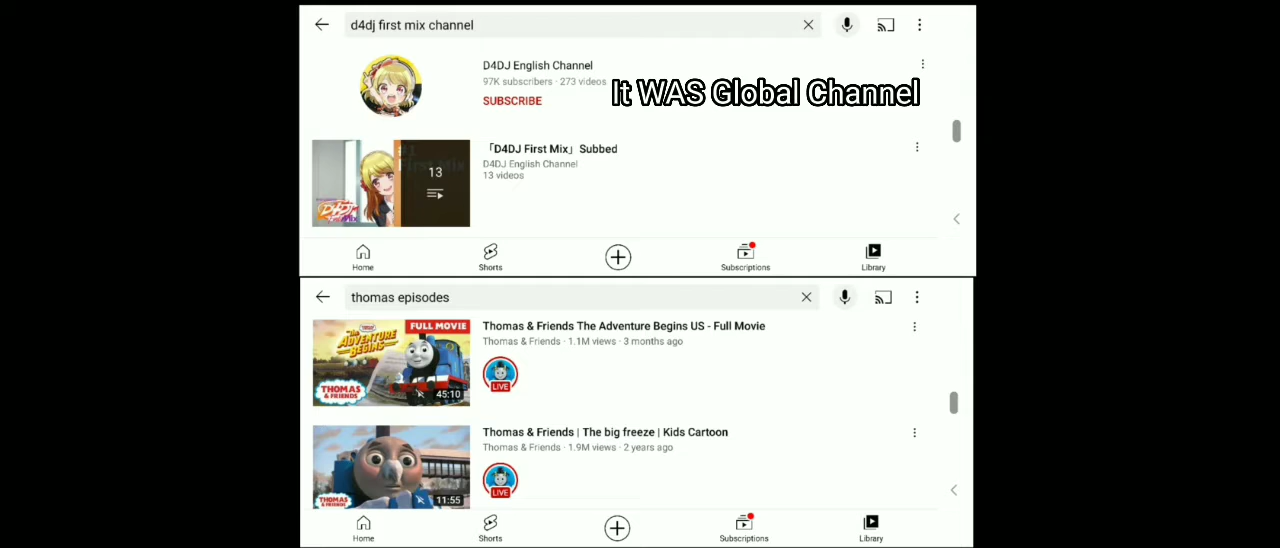 d4dj first mix channel
D4DJ English Channel
97K subscribers · 273 videos
SUBSCRIBE
It WAS Global Channel
「D4DJ First Mix」Subbed
D4DJ English Channel
13 videos
13
D4DJ
Home
Shorts
Subscriptions
Library
thomas episodes
FULL MOVIE
THE ADVENTURE BEGINS
THOMAS & FRIENDS
45:10
Thomas & Friends The Adventure Begins US - Full Movie
Thomas & Friends · 1.1M views · 3 months ago
LIVE
THOMAS & FRIENDS
11:55
Thomas & Friends | The big freeze | Kids Cartoon
Thomas & Friends · 1.9M views · 2 years ago
LIVE
Home
Shorts
Subscriptions
Library